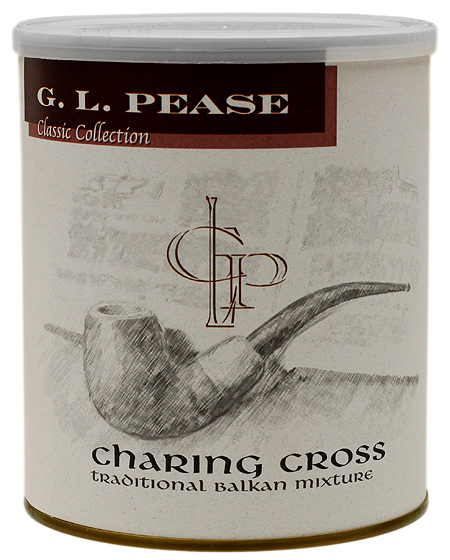 G. L. PEASE
Classic Collection
GLP
CHARING CROSS
TRADITIONAL BALKAN MIXTURE